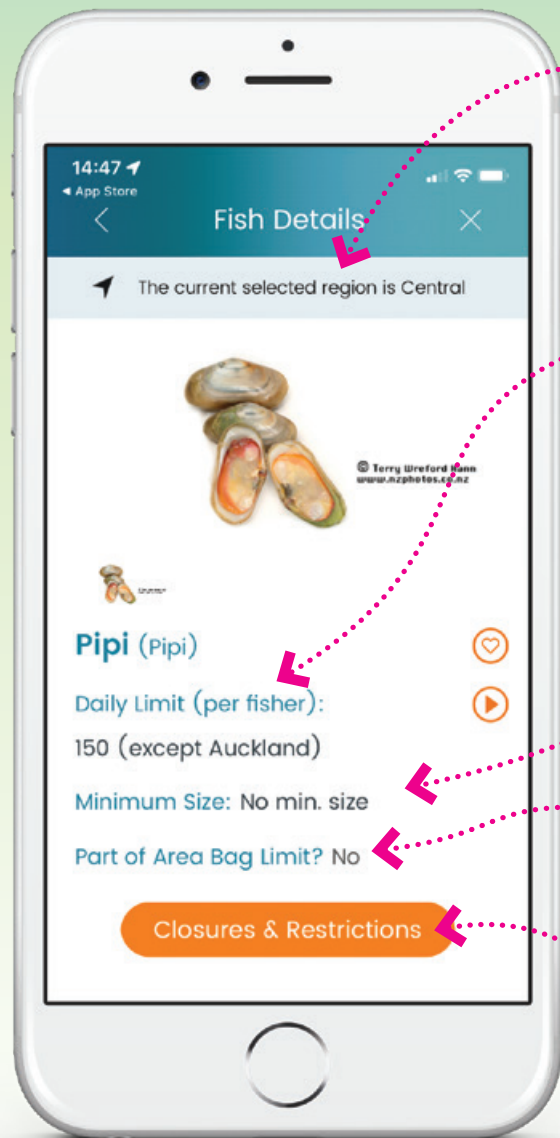 14:47
◄ App Store
Fish Details
The current selected region is Central
© Terry Wreford Hann
www.nzphotos.co.nz
Pipi (Pipi)
Daily Limit (per fisher):
150 (except Auckland)
Minimum Size: No min. size
Part of Area Bag Limit? No
Closures & Restrictions